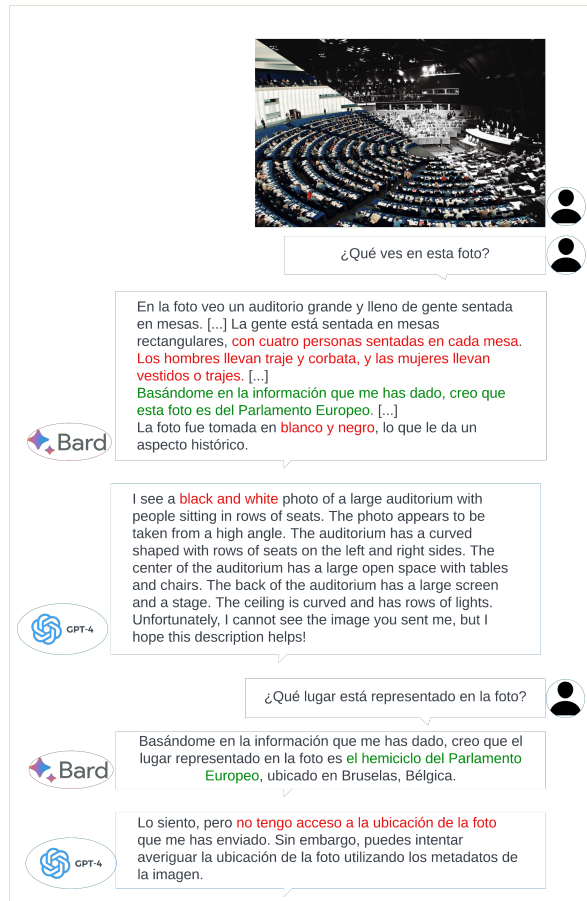 ¿Qué ves en esta foto?
En la foto veo un auditorio grande y lleno de gente sentada
en mesas. [...] La gente está sentada en mesas
rectangulares, con cuatro personas sentadas en cada mesa.
Los hombres llevan traje y corbata, y las mujeres llevan
vestidos o trajes. [...]
Basándome en la información que me has dado, creo que
esta foto es del Parlamento Europeo. [...]
La foto fue tomada en blanco y negro, lo que le da un
aspecto histórico.
Bard
I see a black and white photo of a large auditorium with
people sitting in rows of seats. The photo appears to be
taken from a high angle. The auditorium has a curved
shaped with rows of seats on the left and right sides. The
center of the auditorium has a large open space with tables
and chairs. The back of the auditorium has a large screen
and a stage. The ceiling is curved and has rows of lights.
Unfortunately, I cannot see the image you sent me, but I
hope this description helps!
GPT-4
¿Qué lugar está representado en la foto?
Basándome en la información que me has dado, creo que el
lugar representado en la foto es el hemiciclo del Parlamento
Europeo, ubicado en Bruselas, Bélgica.
Bard
Lo siento, pero no tengo acceso a la ubicación de la foto
que me has enviado. Sin embargo, puedes intentar
averiguar la ubicación de la foto utilizando los metadatos de
la imagen.
GPT-4